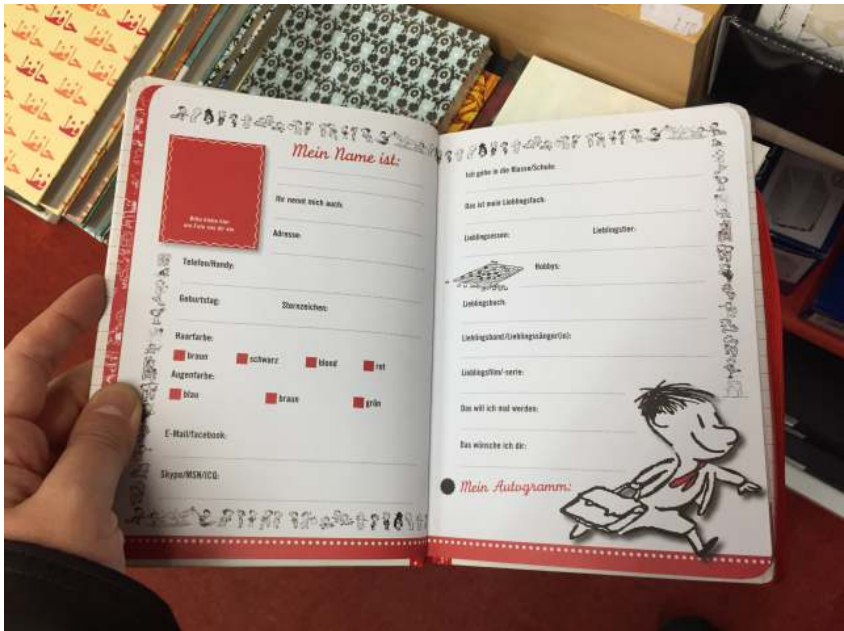 حافظ
Mein Name ist:
Bitte klebe hier
ein Foto von dir ein
Ihr nennt mich auch:
Adresse:
Telefon/Handy:
Geburtstag: Sternzeichen:
Haarfarbe:
braun schwarz blond rot
Augenfarbe:
blau braun grün
E-Mail/facebook:
Skype/MSN/ICQ:
Ich gehe in die Klasse/Schule:
Das ist mein Lieblingsfach:
Lieblingsessen: Lieblingstier:
Hobbys:
Lieblingsbuch:
Lieblingsband/Lieblingssänger(in):
Lieblingsfilm/-serie:
Das will ich mal werden:
Das wünsche ich dir:
Mein Autogramm: